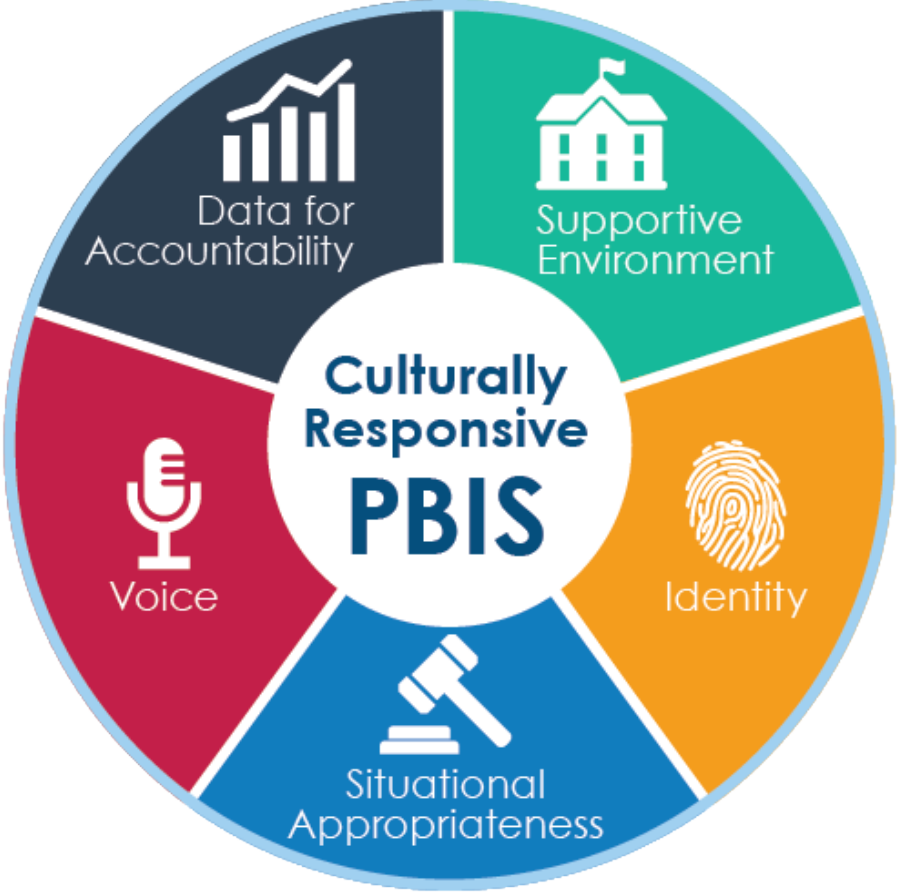 Data for
Accountability
Supportive
Environment
Culturally
Responsive
PBIS
Voice
Identity
Situational
Appropriateness